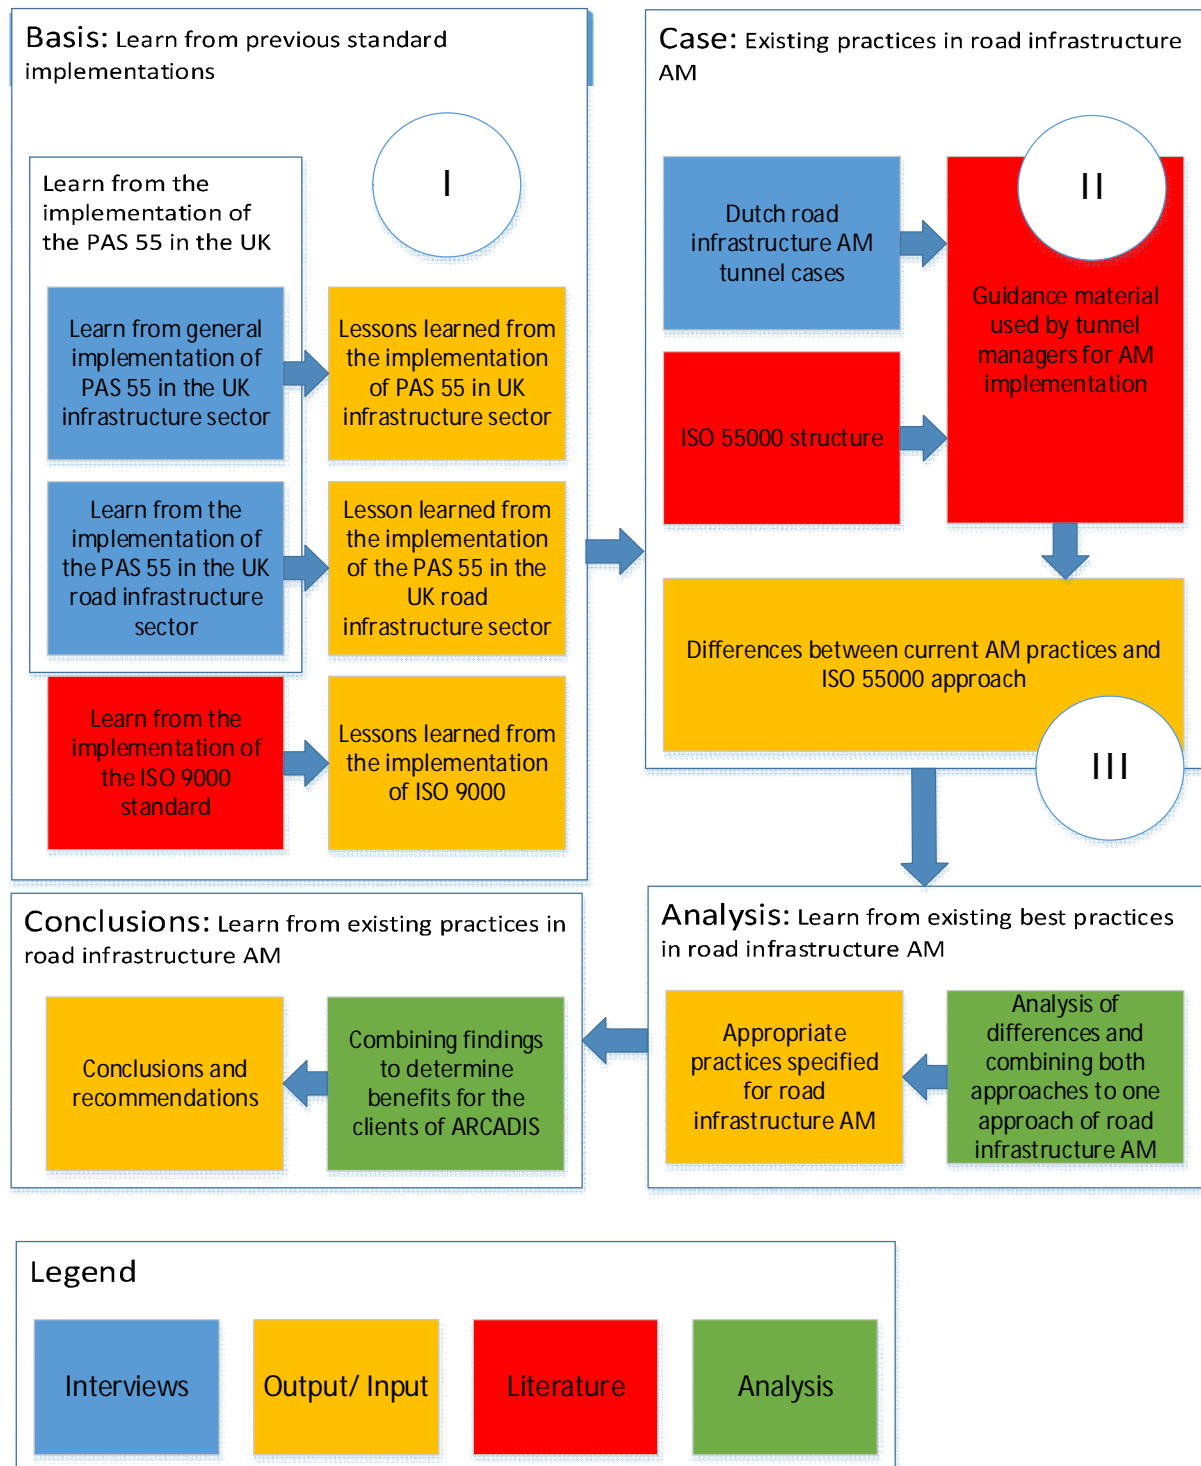 Basis: Learn from previous standard
implementations
I
Learn from the
implementation of
the PAS 55 in the UK
Learn from general
implementation of
PAS 55 in the UK
infrastructure sector
Lessons learned from
the implementation
of PAS 55 in UK
infrastructure sector
Learn from the
implementation of
the PAS 55 in the UK
road infrastructure
sector
Lesson learned from
the implementation
of the PAS 55 in the
UK road
infrastructure sector
Learn from the
implementation of
the ISO 9000
standard
Lessons learned from
the implementation
of ISO 9000
Case: Existing practices in road infrastructure
AM
II
Dutch road
infrastructure AM
tunnel cases
Guidance material
used by tunnel
managers for AM
implementation
ISO 55000 structure
Differences between current AM practices and
ISO 55000 approach
III
Analysis: Learn from existing best practices
in road infrastructure AM
Analysis of
differences and
combining both
approaches to one
approach of road
infrastructure AM
Appropriate
practices specified
for road
infrastructure AM
Conclusions: Learn from existing practices in
road infrastructure AM
Combining findings
to determine
benefits for the
clients of ARCADIS
Conclusions and
recommendations
Legend
Interviews
Output/ Input
Literature
Analysis